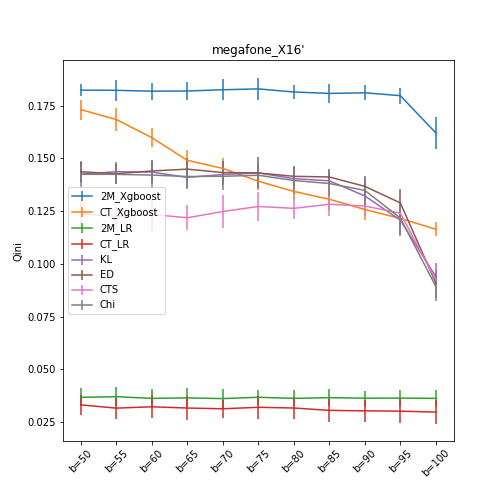 megafone_X16'
Qini
0.175
0.150
0.125
0.100
0.075
0.050
0.025
2M_Xgboost
CT_Xgboost
2M_LR
CT_LR
KL
ED
CTS
Chi
b=50
b=55
b=60
b=65
b=70
b=75
b=80
b=85
b=90
b=95
b=100